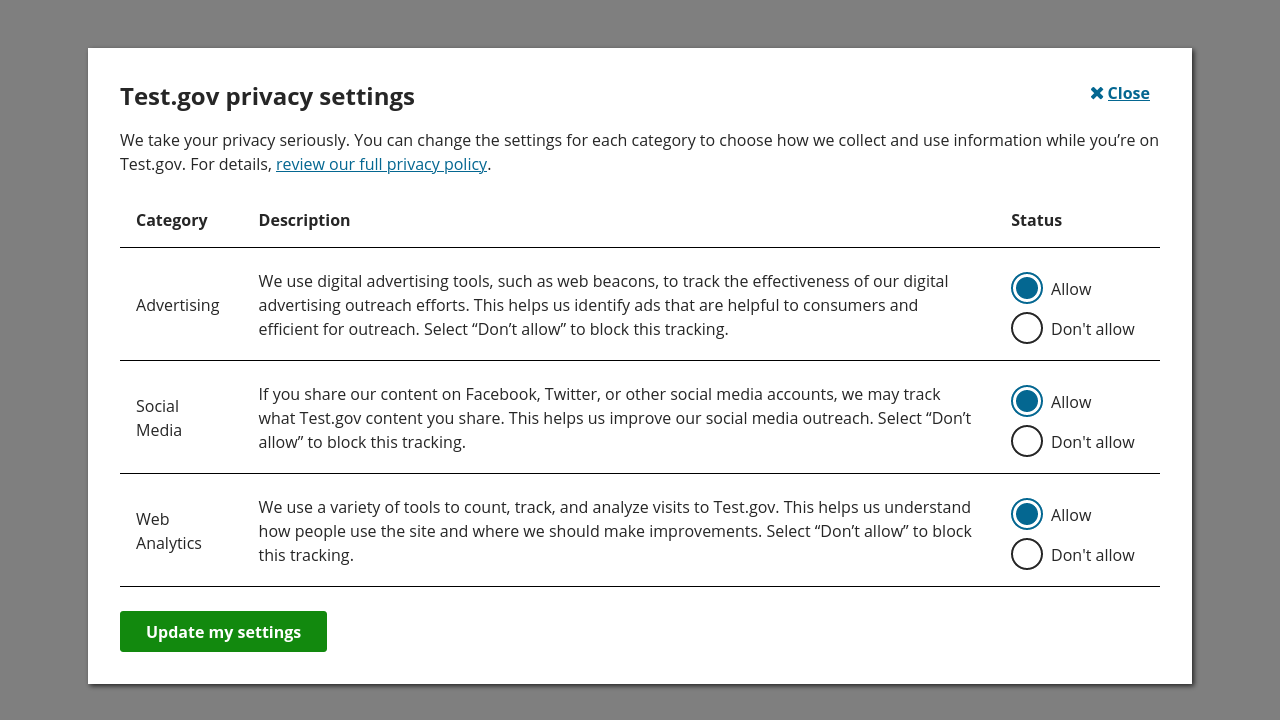 Test.gov privacy settings
✖ Close
We take your privacy seriously. You can change the settings for each category to choose how we collect and use information while you’re on
Test.gov. For details, review our full privacy policy.
Category Description Status
Advertising
We use digital advertising tools, such as web beacons, to track the effectiveness of our digital
advertising outreach efforts. This helps us identify ads that are helpful to consumers and
efficient for outreach. Select “Don’t allow” to block this tracking.
Allow
Don't allow
Social
Media
If you share our content on Facebook, Twitter, or other social media accounts, we may track
what Test.gov content you share. This helps us improve our social media outreach. Select “Don’t
allow” to block this tracking.
Allow
Don't allow
Web
Analytics
We use a variety of tools to count, track, and analyze visits to Test.gov. This helps us understand
how people use the site and where we should make improvements. Select “Don’t allow” to block
this tracking.
Allow
Don't allow
Update my settings